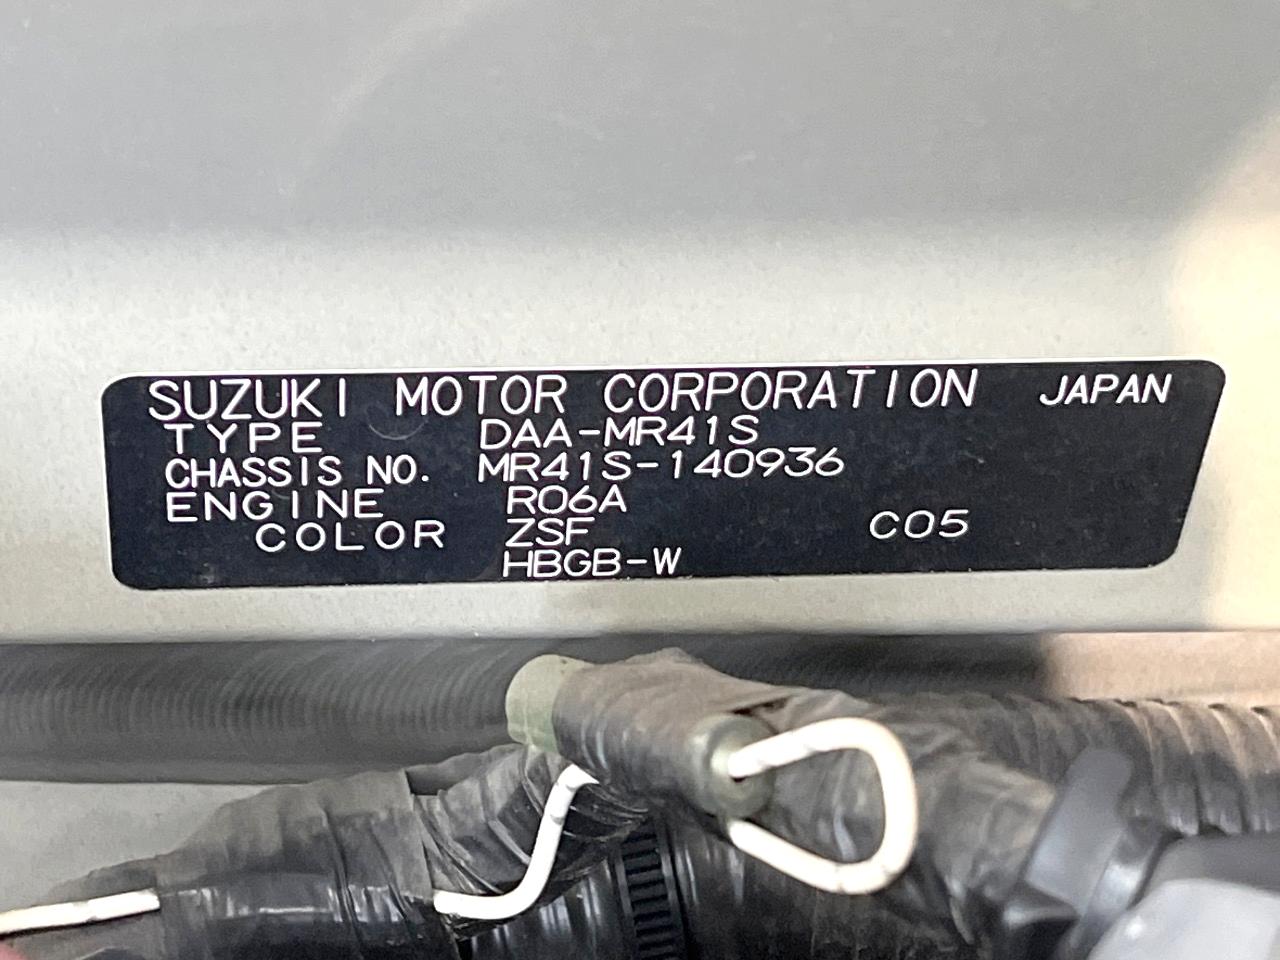 SUZUKI MOTOR CORPORATION JAPAN
TYPE DAA-MR41S
CHASSIS NO. MR41S-140936
ENGINE R06A
COLOR ZSF C05
HBGB-W